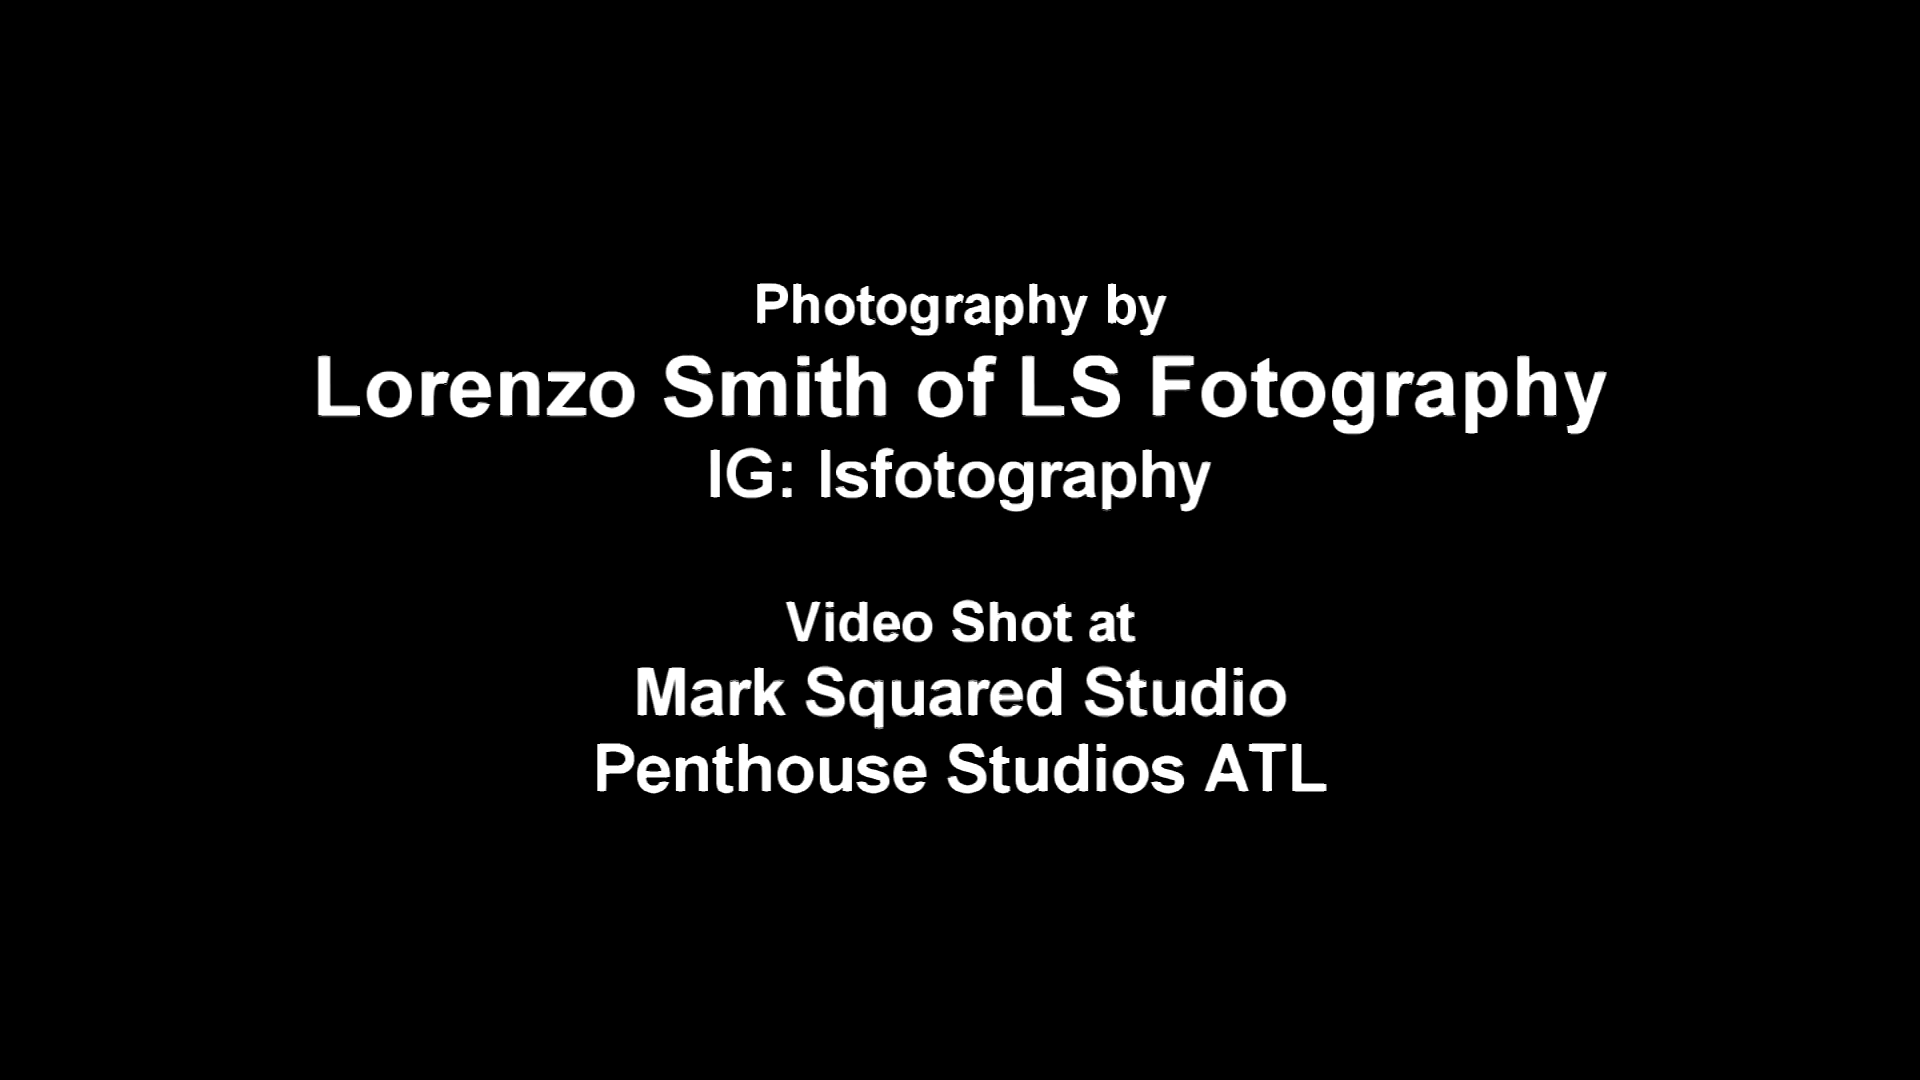 Photography by
Lorenzo Smith of LS Fotography
IG: lsfotography
Video Shot at
Mark Squared Studio
Penthouse Studios ATL